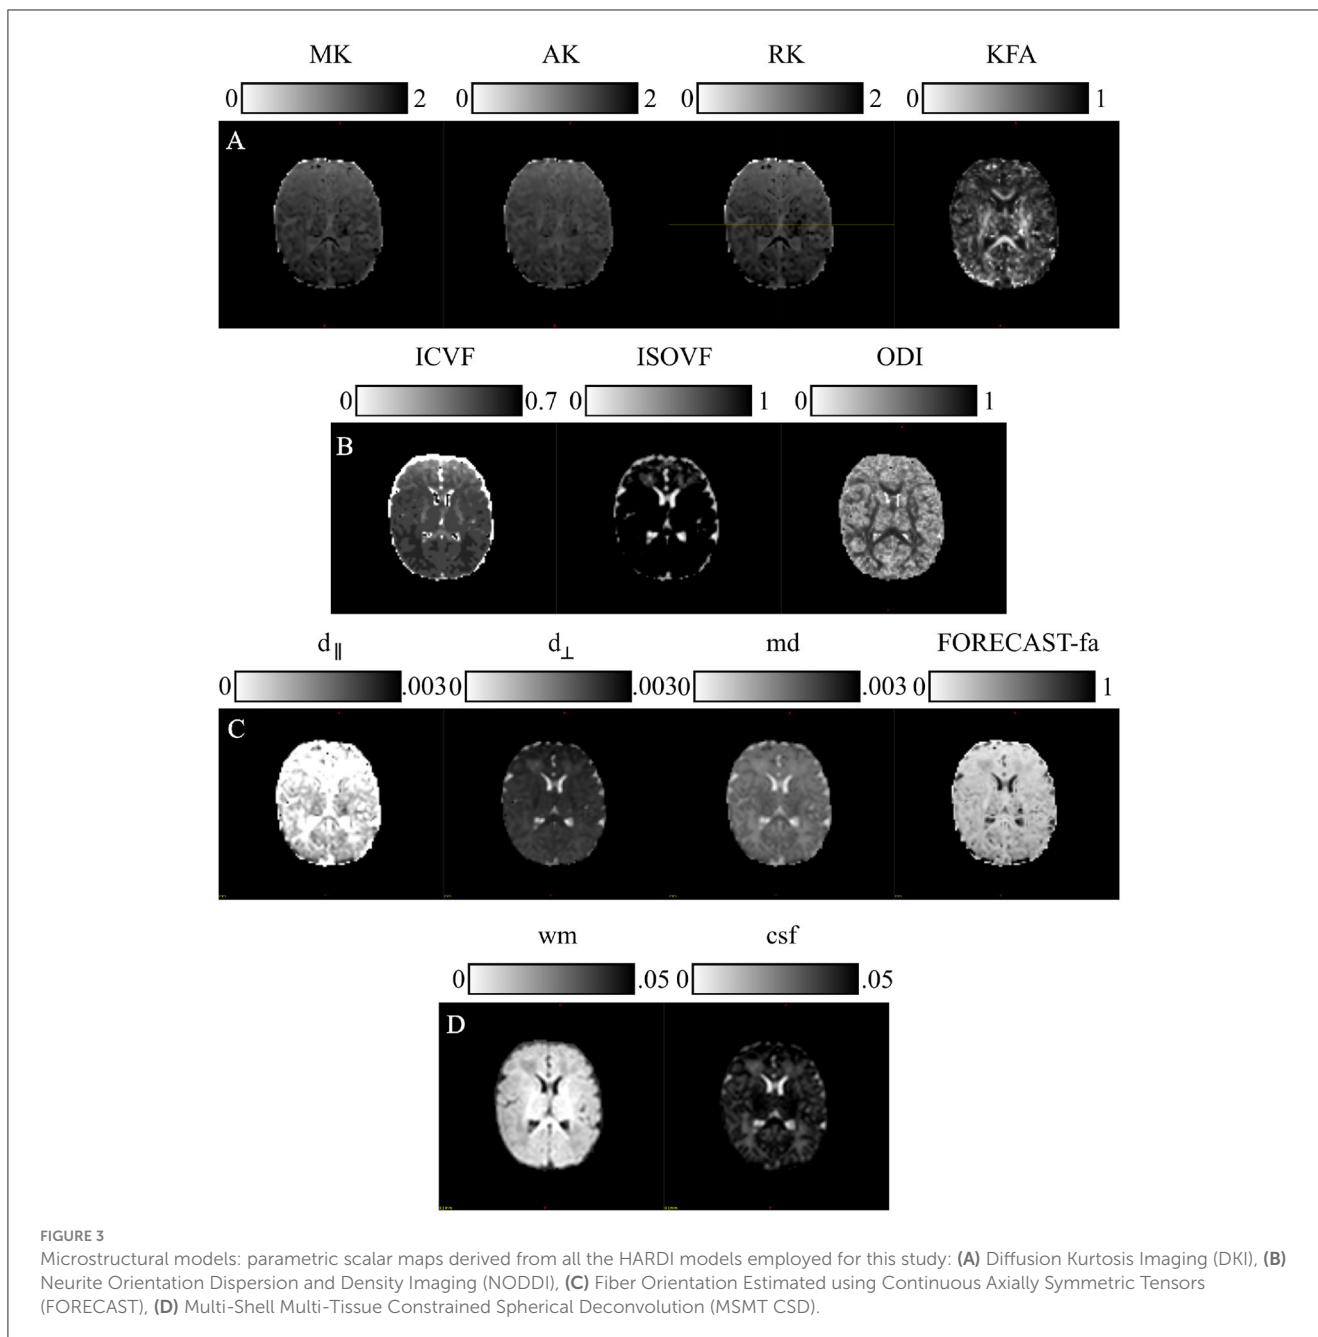 MK AK RK KFA
0 2 0 2 0 2 0 1
A
ICVF ISOVF ODI
0 0.7 0 1 0 1
B
d∥ d⊥ md FORECAST-fa
0 .003 0 .003 0 .003 0 1
C
wm csf
0 .05 0 .05
D
FIGURE 3
Microstructural models: parametric scalar maps derived from all the HARDI models employed for this study: (A) Diffusion Kurtosis Imaging (DKI), (B)
Neurite Orientation Dispersion and Density Imaging (NODDI), (C) Fiber Orientation Estimated using Continuous Axially Symmetric Tensors
(FORECAST), (D) Multi-Shell Multi-Tissue Constrained Spherical Deconvolution (MSMT CSD).